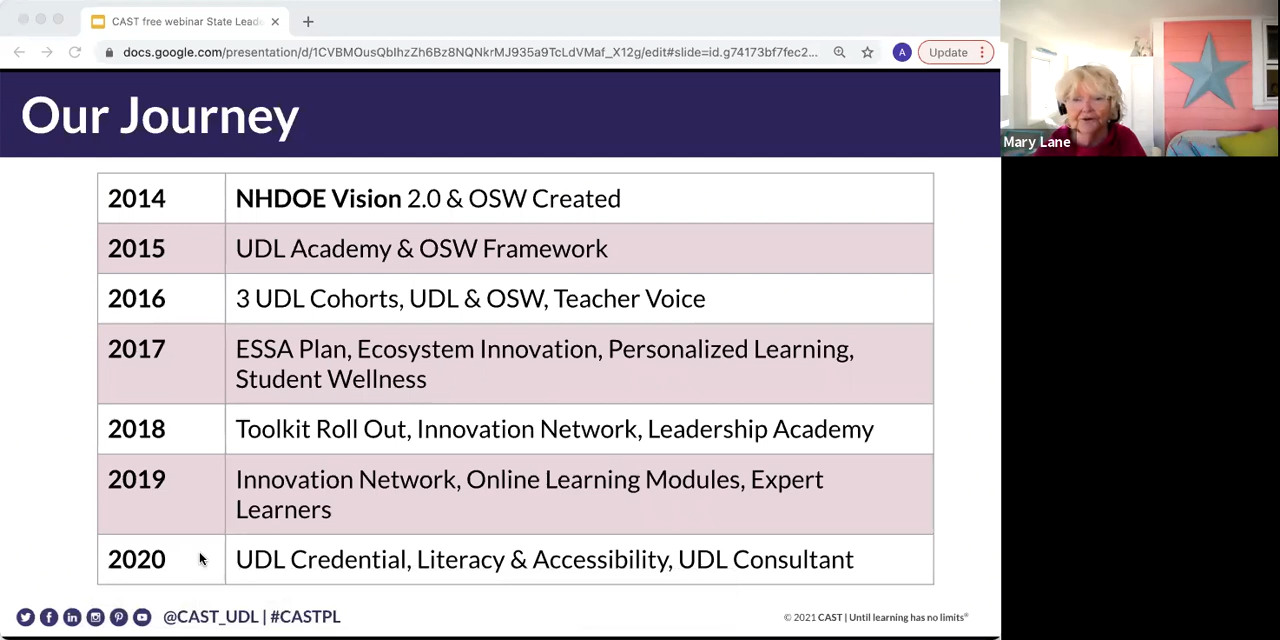 CAST free webinar State Leade
docs.google.com/presentation/d/1CVBMOusQblhzZh6Bz8NQNkrMJ935a9TcLdVMaf_X12g/edit#slide=id.g74173bf7fec2...
A
Update
Mary Lane
Our Journey
2014 NHDOE Vision 2.0 & OSW Created
2015 UDL Academy & OSW Framework
2016 3 UDL Cohorts, UDL & OSW, Teacher Voice
2017 ESSA Plan, Ecosystem Innovation, Personalized Learning,
Student Wellness
2018 Toolkit Roll Out, Innovation Network, Leadership Academy
2019 Innovation Network, Online Learning Modules, Expert
Learners
2020 UDL Credential, Literacy & Accessibility, UDL Consultant
@CAST_UDL | #CASTPL
© 2021 CAST | Until learning has no limits®